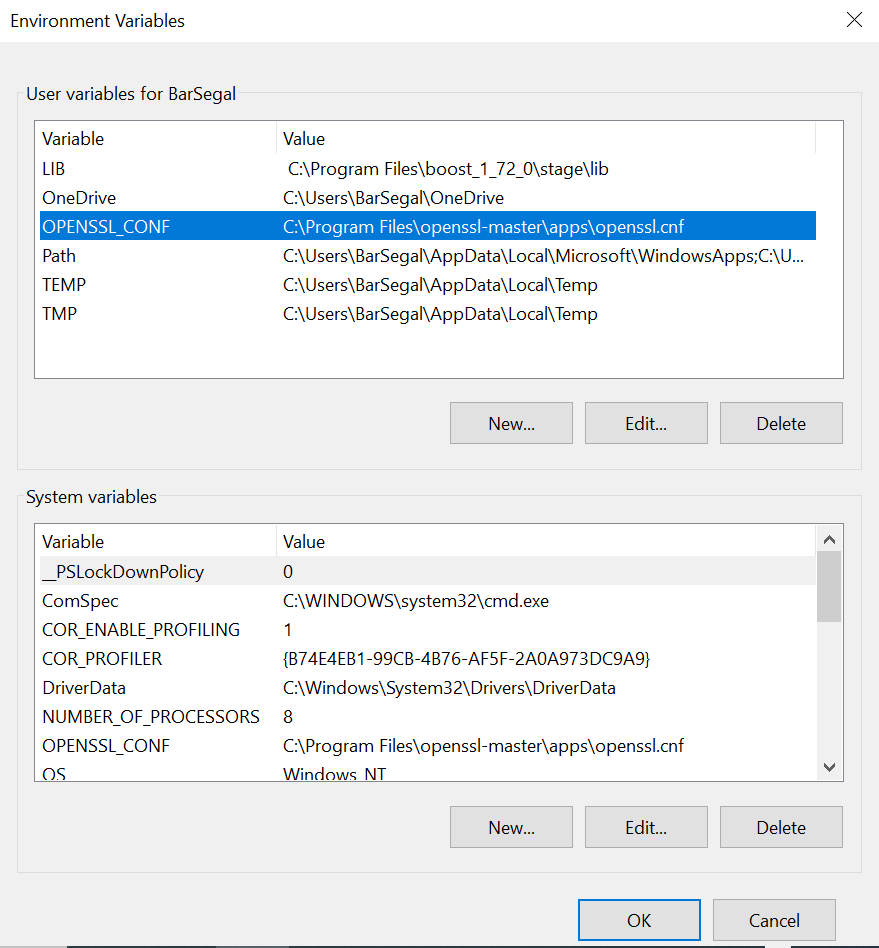 Environment Variables
User variables for BarSegal
Variable Value
LIB C:\Program Files\boost_1_72_0\stage\lib
OneDrive C:\Users\BarSegal\OneDrive
OPENSSL_CONF C:\Program Files\openssl-master\apps\openssl.cnf
Path C:\Users\BarSegal\AppData\Local\Microsoft\WindowsApps;C:\U...
TEMP C:\Users\BarSegal\AppData\Local\Temp
TMP C:\Users\BarSegal\AppData\Local\Temp
New... Edit... Delete
System variables
Variable Value
__PSLockDownPolicy 0
ComSpec C:\WINDOWS\system32\cmd.exe
COR_ENABLE_PROFILING 1
COR_PROFILER {B74E4EB1-99CB-4B76-AF5F-2A0A973DC9A9}
DriverData C:\Windows\System32\Drivers\DriverData
NUMBER_OF_PROCESSORS 8
OPENSSL_CONF C:\Program Files\openssl-master\apps\openssl.cnf
OS Windows_NT
New... Edit... Delete
OK Cancel